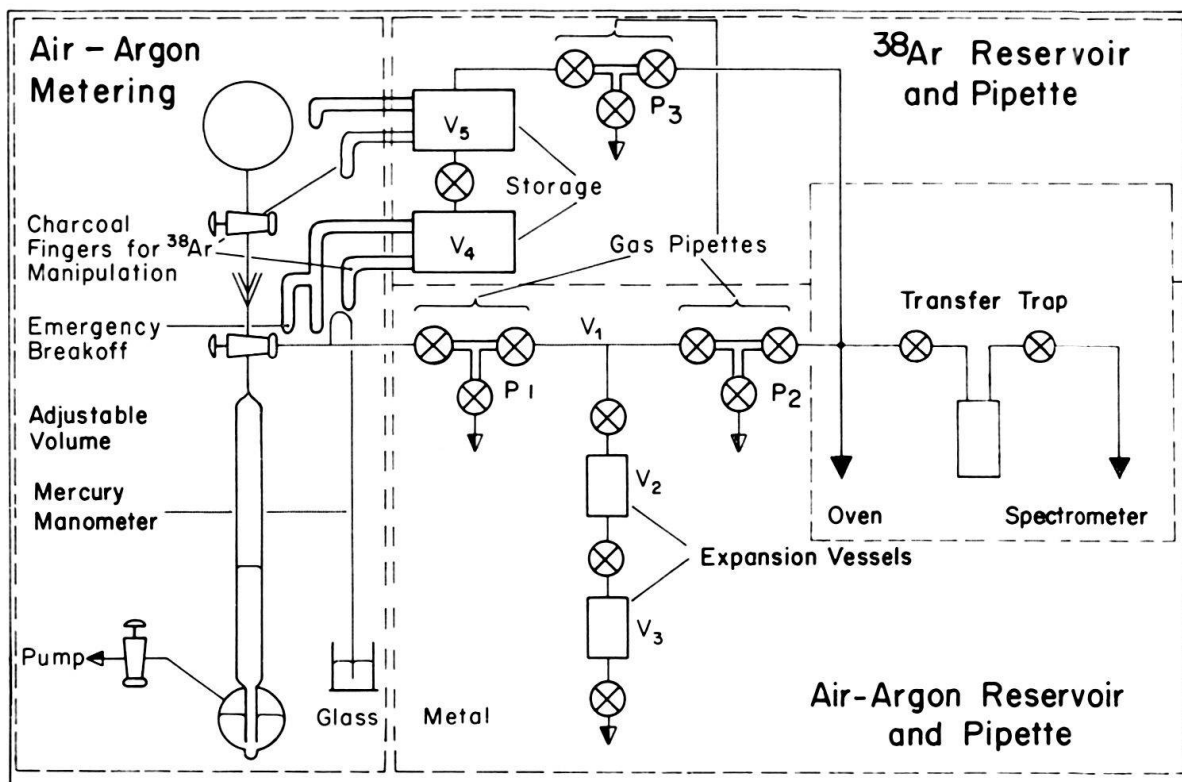 Air – Argon
Metering
³⁸Ar Reservoir
and Pipette
P₃
V₅
Storage
Charcoal
Fingers for ³⁸Ar
Manipulation
V₄
Gas Pipettes
Transfer Trap
Emergency
Breakoff
V₁
P1
P₂
Adjustable
Volume
V₂
Mercury
Manometer
Oven
Spectrometer
Expansion Vessels
V₃
Pump
Glass
Metal
Air-Argon Reservoir
and Pipette